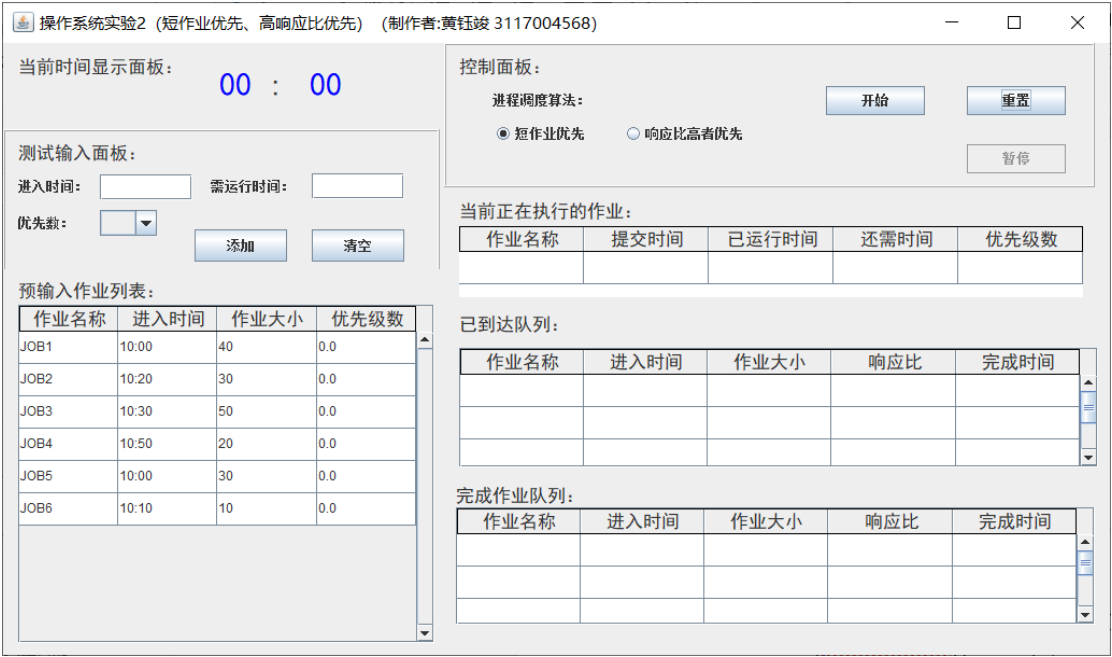 操作系统实验2（短作业优先、高响应比优先）（制作者:黄钰竣 3117004568）
当前时间显示面板：
00 : 00
测试输入面板：
进入时间：
需运行时间：
优先数：
添加
清空
预输入作业列表：
作业名称 进入时间 作业大小 优先级数
JOB1 10:00 40 0.0
JOB2 10:20 30 0.0
JOB3 10:30 50 0.0
JOB4 10:50 20 0.0
JOB5 10:00 30 0.0
JOB6 10:10 10 0.0
控制面板：
进程调度算法：
开始
重置
短作业优先 响应比高者优先
暂停
当前正在执行的作业：
作业名称 提交时间 已运行时间 还需时间 优先级数
已到达队列：
作业名称 进入时间 作业大小 响应比 完成时间
完成作业队列：
作业名称 进入时间 作业大小 响应比 完成时间